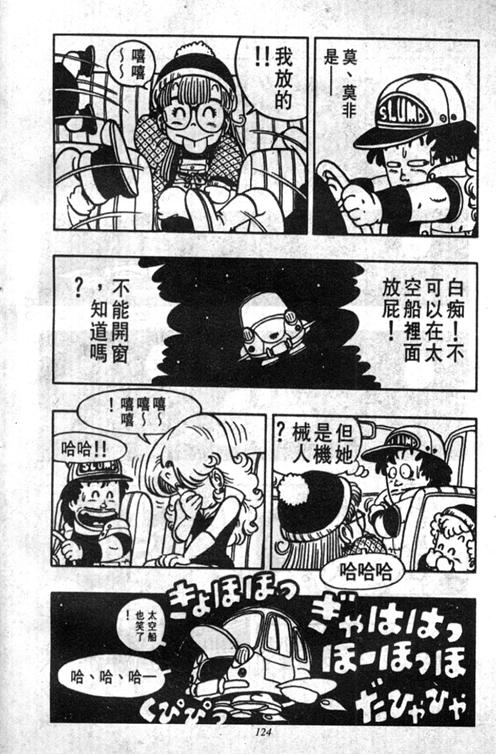 莫、莫非
是——
SLUMP
我放的
!!
嘻嘻
～～
白痴！不
可以在太
空船裡面
放屁！
不能開窗
，知道嗎
？
但她
是機
械人
？
SLUMP
哈哈哈
嘻～
嘻～
嘻嘻
！
哈哈!!
SLUMP
ぎゃははっ
ほーほっほ
だひゃひゃ
きょほほっ
くぴぴっ
太空船
也笑了
！
哈、哈、哈—
124